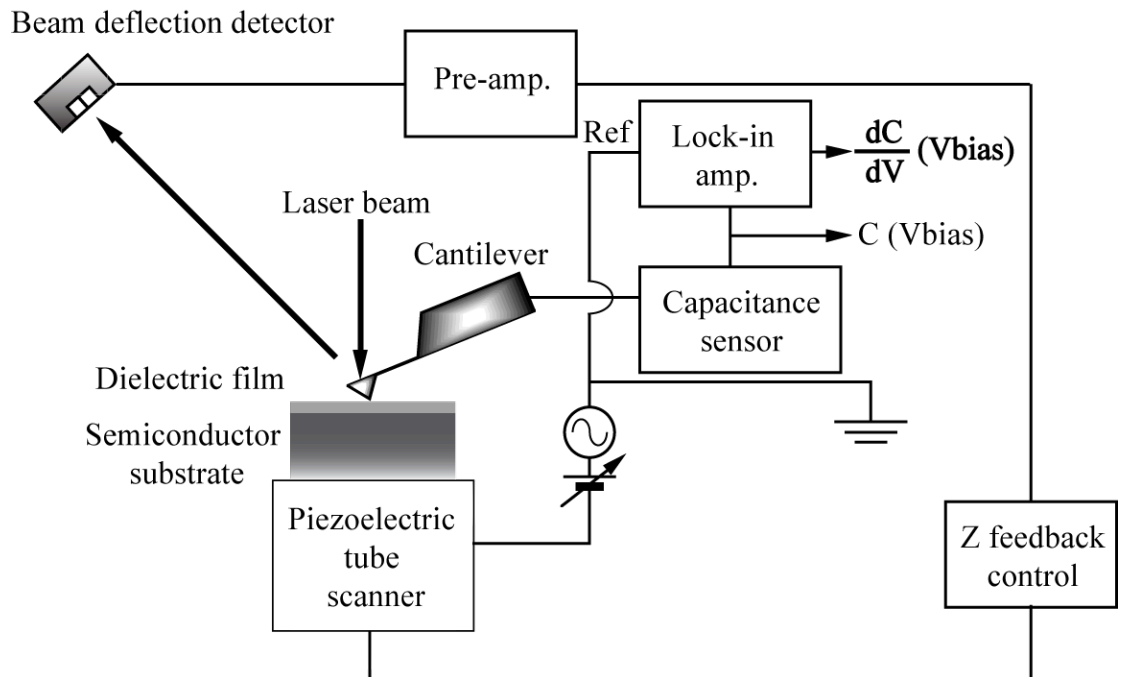 Beam deflection detector
Pre-amp.
Ref
Lock-in
amp.
dC
dV
(Vbias)
Laser beam
C (Vbias)
Cantilever
Capacitance
sensor
Dielectric film
Semiconductor
substrate
Piezoelectric
tube
scanner
Z feedback
control